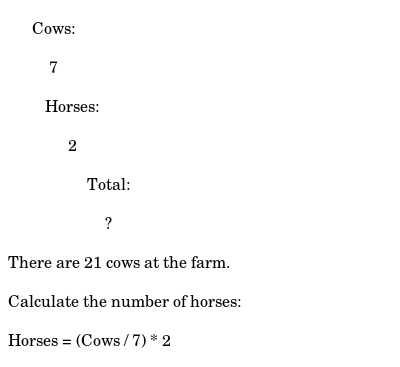 Cows:
7
Horses:
2
Total:
?
There are 21 cows at the farm.
Calculate the number of horses:
Horses = (Cows / 7) * 2